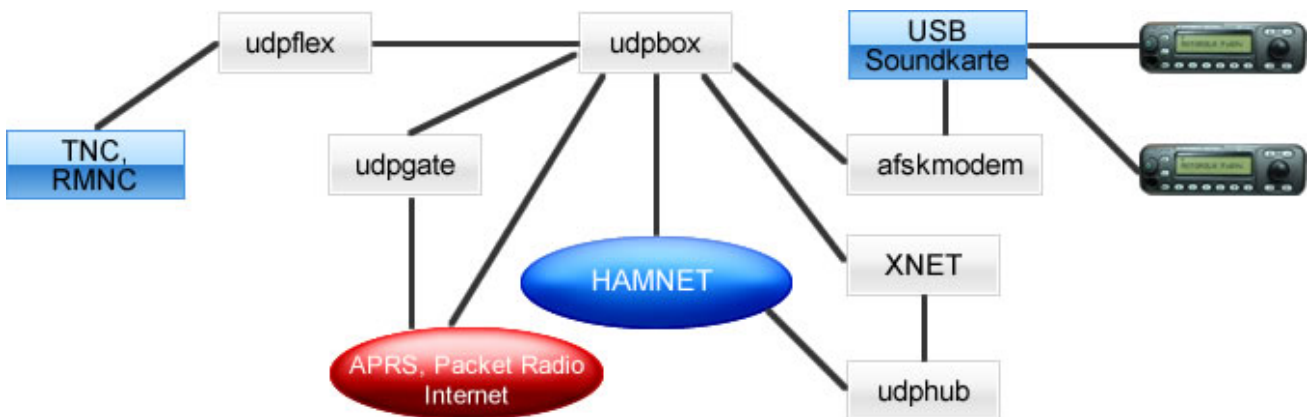 udpflex
udpbox
USB
Soundkarte
TNC,
RMNC
udpgate
afskmodem
XNET
HAMNET
APRS, Packet Radio
Internet
udphub